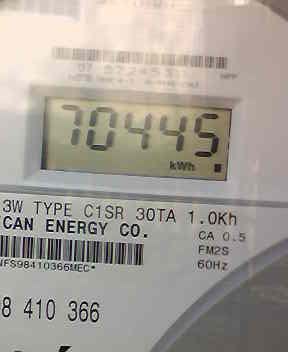 70445
kWh
3W TYPE C1SR 30TA 1.0Kh
CAN ENERGY CO.
CA 0.5
FM2S
60Hz
NFS98410366MEC*
8 410 366